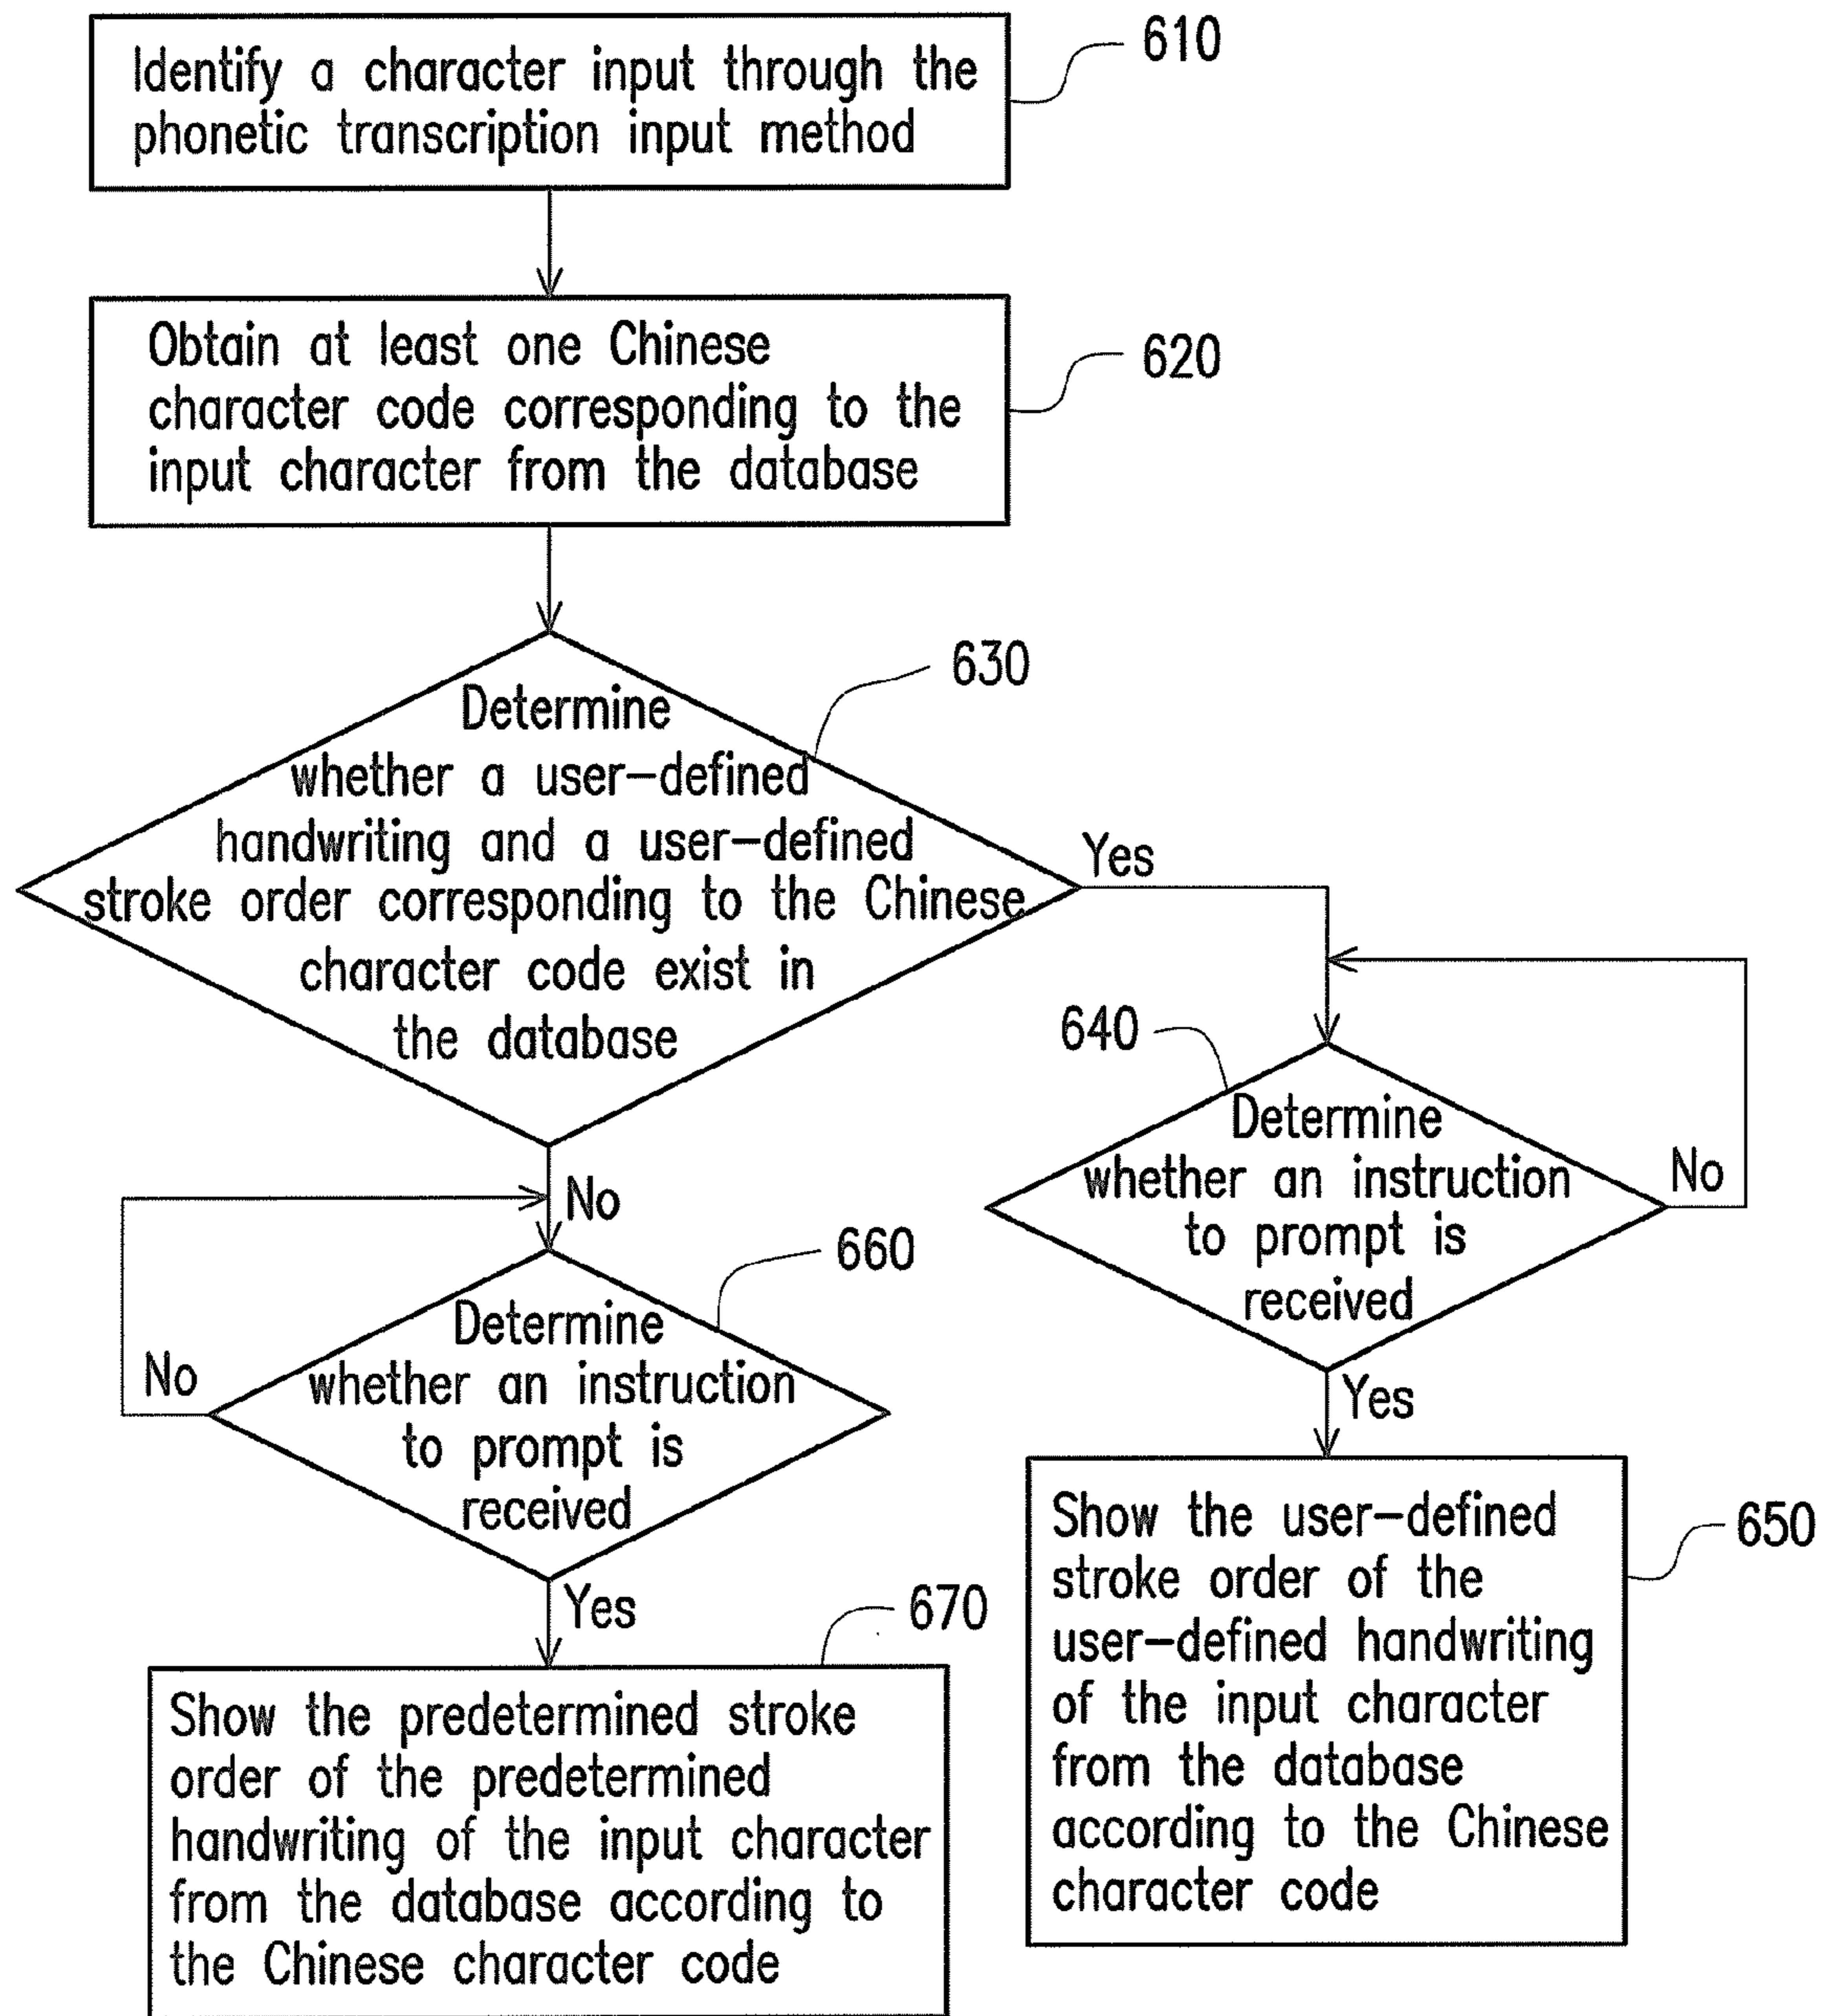 Identify a character input through the
phonetic transcription input method
610
Obtain at least one Chinese
character code corresponding to the
input character from the database
620
630
Determine
whether a user-defined
handwriting and a user-defined
stroke order corresponding to the Chinese
character code exist in
the database
Yes
No
640
Determine
whether an instruction
to prompt is
received
No
Yes
660
Determine
whether an instruction
to prompt is
received
No
Yes
650
Show the user-defined
stroke order of the
user-defined handwriting
of the input character
from the database
according to the Chinese
character code
670
Show the predetermined stroke
order of the predetermined
handwriting of the input character
from the database according to
the Chinese character code